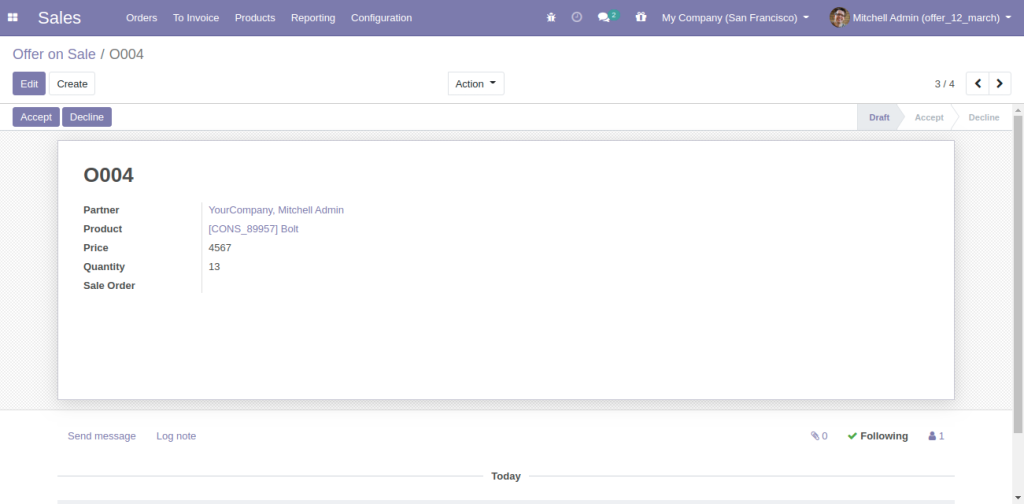 Sales Orders To Invoice Products Reporting Configuration 2 My Company (San Francisco) Mitchell Admin (offer_12_march)
Offer on Sale / O004
Edit Create Action 3 / 4
Accept Decline Draft Accept Decline
O004
Partner YourCompany, Mitchell Admin
Product [CONS_89957] Bolt
Price 4567
Quantity 13
Sale Order
Send message Log note 0 Following 1
Today